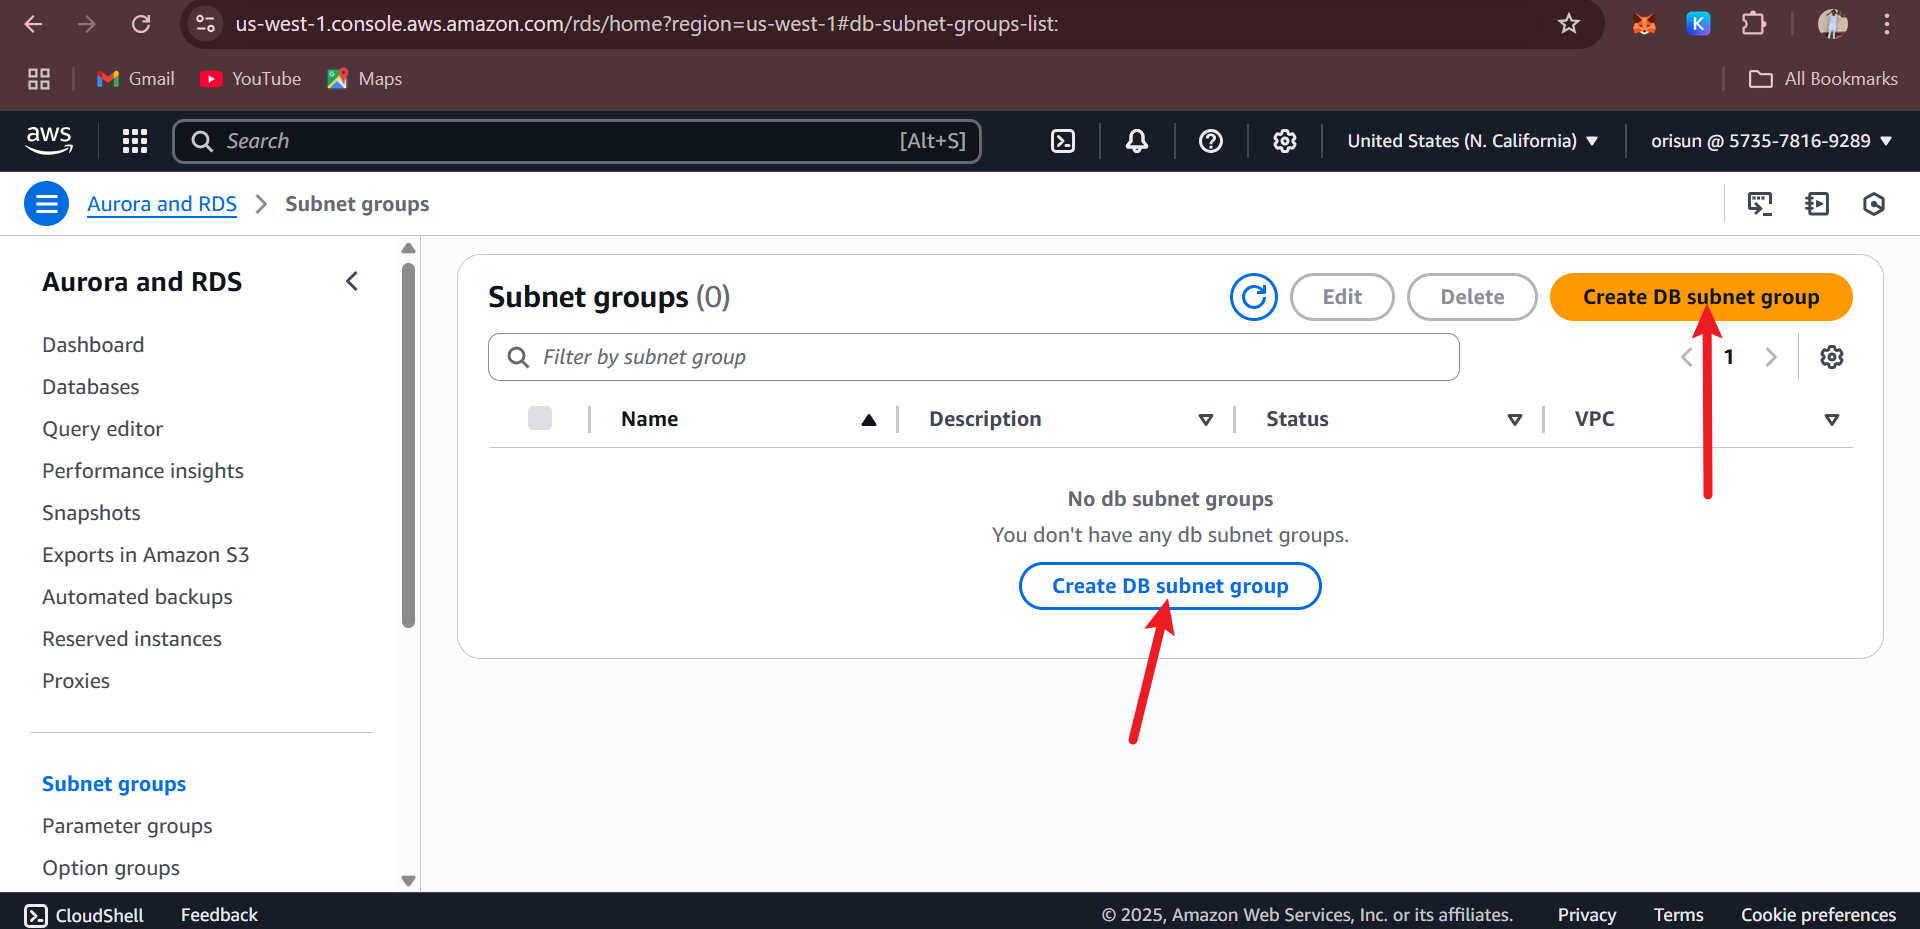 us-west-1.console.aws.amazon.com/rds/home?region=us-west-1#db-subnet-groups-list:
K
Gmail
YouTube
Maps
All Bookmarks
aws
Search
[Alt+S]
United States (N. California)
orisun @ 5735-7816-9289
Aurora and RDS
Subnet groups
Aurora and RDS
Dashboard
Databases
Query editor
Performance insights
Snapshots
Exports in Amazon S3
Automated backups
Reserved instances
Proxies
Subnet groups
Parameter groups
Option groups
Subnet groups (0)
Edit
Delete
Create DB subnet group
Filter by subnet group
1
Name
Description
Status
VPC
No db subnet groups
You don't have any db subnet groups.
Create DB subnet group
CloudShell
Feedback
© 2025, Amazon Web Services, Inc. or its affiliates.
Privacy
Terms
Cookie preferences